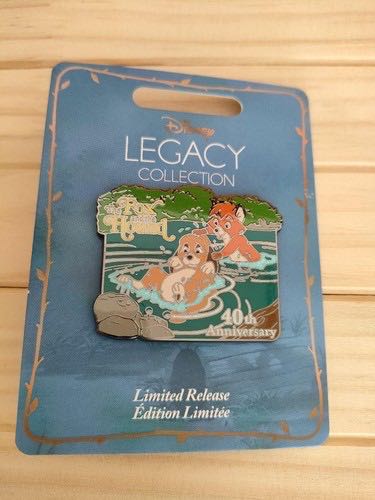 Disney
LEGACY
COLLECTION
The Fox
and the
Hound
40th
Anniversary
Limited Release
Édition Limitée